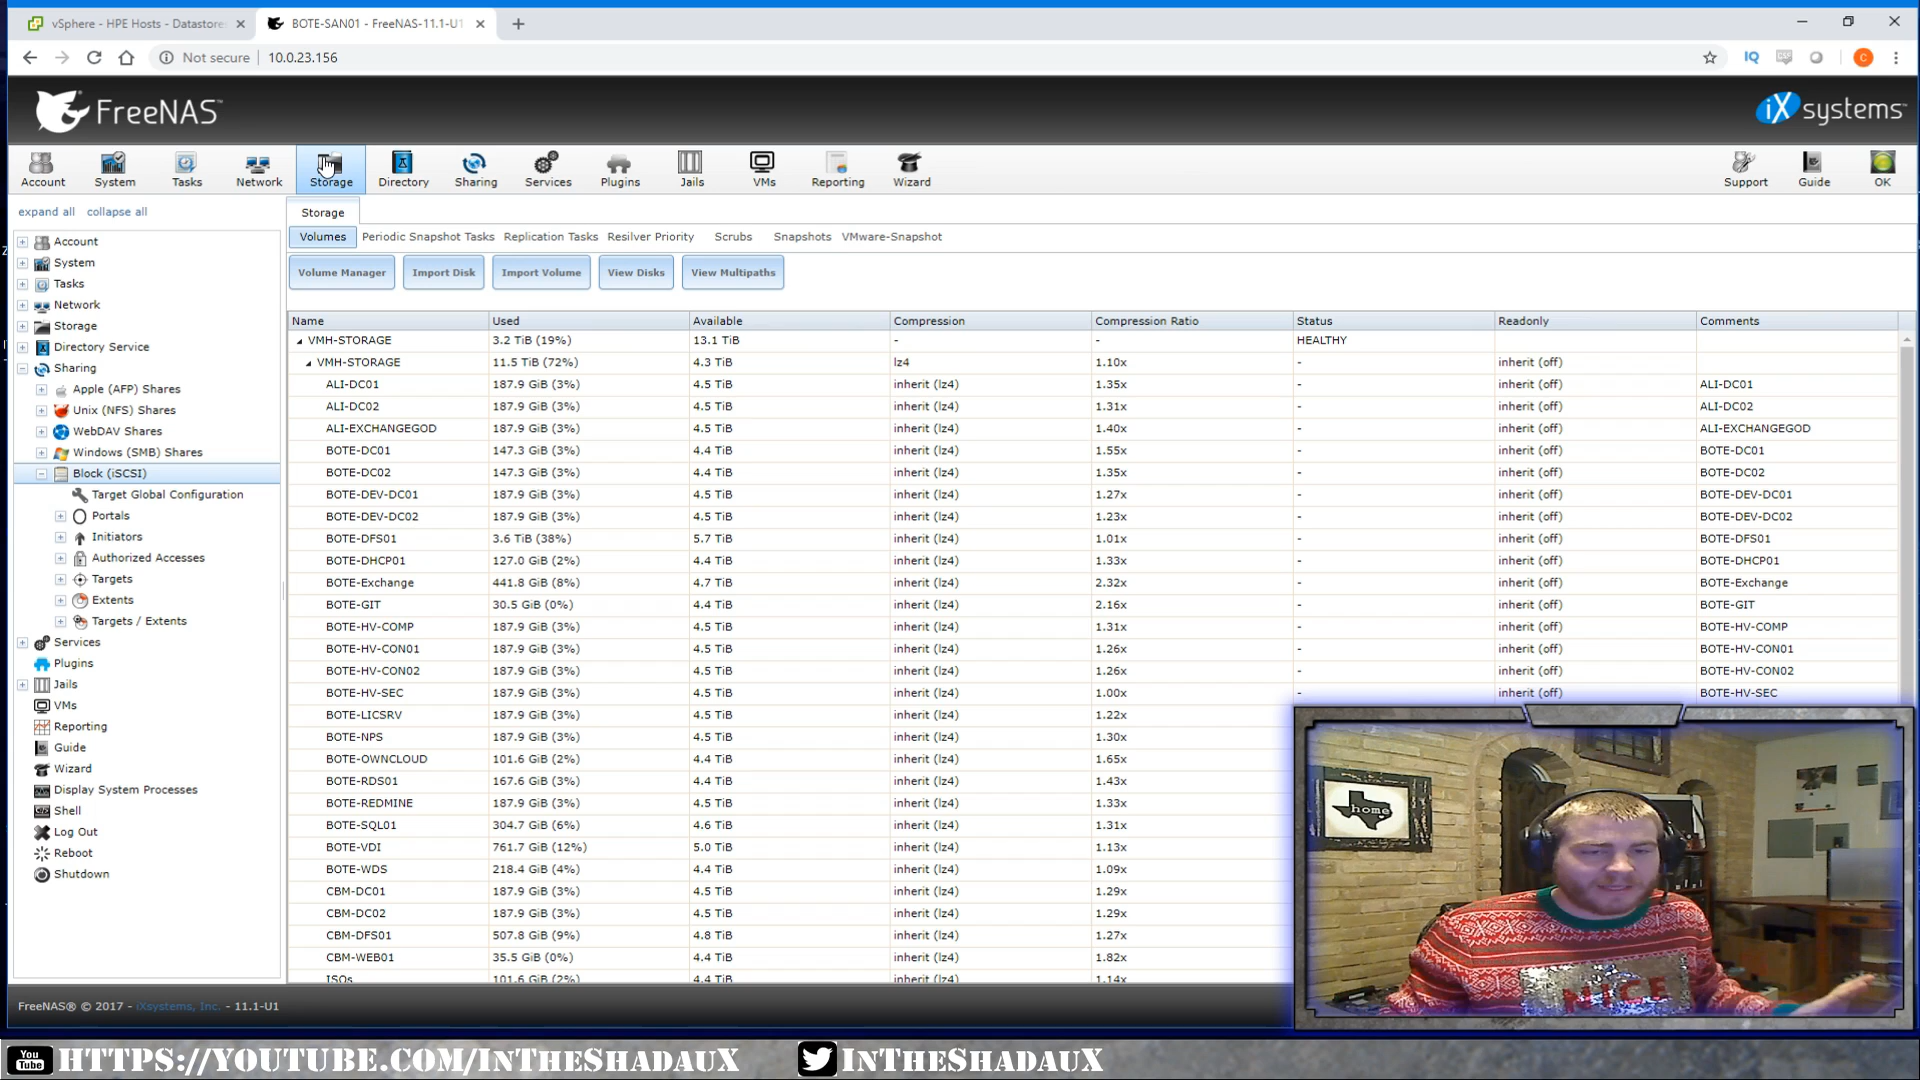 vSphere - HPE Hosts - Datastore
BOTE-SAN01 - FreeNAS-11.1-U1
Not secure
10.0.23.156
IQ
C
FreeNAS
iXsystems
Account
System
Tasks
Network
Storage
Directory
Sharing
Services
Plugins
Jails
VMs
Reporting
Wizard
Support
Guide
OK
expand all collapse all
Account
System
Tasks
Network
Storage
Directory Service
Sharing
Apple (AFP) Shares
Unix (NFS) Shares
WebDAV Shares
Windows (SMB) Shares
Block (iSCSI)
Target Global Configuration
Portals
Initiators
Authorized Accesses
Targets
Extents
Targets / Extents
Services
Plugins
Jails
VMs
Reporting
Guide
Wizard
Display System Processes
Shell
Log Out
Reboot
Shutdown
Storage
Volumes Periodic Snapshot Tasks Replication Tasks Resilver Priority Scrubs Snapshots VMware-Snapshot
Volume Manager Import Disk Import Volume View Disks View Multipaths
Name Used Available Compression Compression Ratio Status Readonly Comments
VMH-STORAGE 3.2 TiB (19%) 13.1 TiB - - HEALTHY
VMH-STORAGE 11.5 TiB (72%) 4.3 TiB lz4 1.10x - inherit (off)
ALI-DC01 187.9 GiB (3%) 4.5 TiB inherit (lz4) 1.35x - inherit (off) ALI-DC01
ALI-DC02 187.9 GiB (3%) 4.5 TiB inherit (lz4) 1.31x - inherit (off) ALI-DC02
ALI-EXCHANGEGOD 187.9 GiB (3%) 4.5 TiB inherit (lz4) 1.40x - inherit (off) ALI-EXCHANGEGOD
BOTE-DC01 147.3 GiB (3%) 4.4 TiB inherit (lz4) 1.55x - inherit (off) BOTE-DC01
BOTE-DC02 147.3 GiB (3%) 4.4 TiB inherit (lz4) 1.35x - inherit (off) BOTE-DC02
BOTE-DEV-DC01 187.9 GiB (3%) 4.5 TiB inherit (lz4) 1.27x - inherit (off) BOTE-DEV-DC01
BOTE-DEV-DC02 187.9 GiB (3%) 4.5 TiB inherit (lz4) 1.23x - inherit (off) BOTE-DEV-DC02
BOTE-DFS01 3.6 TiB (38%) 5.7 TiB inherit (lz4) 1.01x - inherit (off) BOTE-DFS01
BOTE-DHCP01 127.0 GiB (2%) 4.4 TiB inherit (lz4) 1.33x - inherit (off) BOTE-DHCP01
BOTE-Exchange 441.8 GiB (8%) 4.7 TiB inherit (lz4) 2.32x - inherit (off) BOTE-Exchange
BOTE-GIT 30.5 GiB (0%) 4.4 TiB inherit (lz4) 2.16x - inherit (off) BOTE-GIT
BOTE-HV-COMP 187.9 GiB (3%) 4.5 TiB inherit (lz4) 1.31x - inherit (off) BOTE-HV-COMP
BOTE-HV-CON01 187.9 GiB (3%) 4.5 TiB inherit (lz4) 1.26x - inherit (off) BOTE-HV-CON01
BOTE-HV-CON02 187.9 GiB (3%) 4.5 TiB inherit (lz4) 1.26x - inherit (off) BOTE-HV-CON02
BOTE-HV-SEC 187.9 GiB (3%) 4.5 TiB inherit (lz4) 1.00x - inherit (off) BOTE-HV-SEC
BOTE-LICSRV 187.9 GiB (3%) 4.5 TiB inherit (lz4) 1.22x
BOTE-NPS 187.9 GiB (3%) 4.5 TiB inherit (lz4) 1.30x
BOTE-OWNCLOUD 101.6 GiB (2%) 4.4 TiB inherit (lz4) 1.65x
BOTE-RDS01 167.6 GiB (3%) 4.4 TiB inherit (lz4) 1.43x
BOTE-REDMINE 187.9 GiB (3%) 4.5 TiB inherit (lz4) 1.33x
BOTE-SQL01 304.7 GiB (6%) 4.6 TiB inherit (lz4) 1.31x
BOTE-VDI 761.7 GiB (12%) 5.0 TiB inherit (lz4) 1.13x
BOTE-WDS 218.4 GiB (4%) 4.4 TiB inherit (lz4) 1.09x
CBM-DC01 187.9 GiB (3%) 4.5 TiB inherit (lz4) 1.29x
CBM-DC02 187.9 GiB (3%) 4.5 TiB inherit (lz4) 1.29x
CBM-DFS01 507.8 GiB (9%) 4.8 TiB inherit (lz4) 1.27x
CBM-WEB01 35.5 GiB (0%) 4.4 TiB inherit (lz4) 1.82x
ISOs 101.6 GiB (2%) 4.4 TiB inherit (lz4) 1.14x
home
NICE
FreeNAS® © 2017 - iXsystems, Inc. - 11.1-U1
You Tube HTTPS://YOUTUBE.COM/INTHESHADAUX INTHESHADAUX